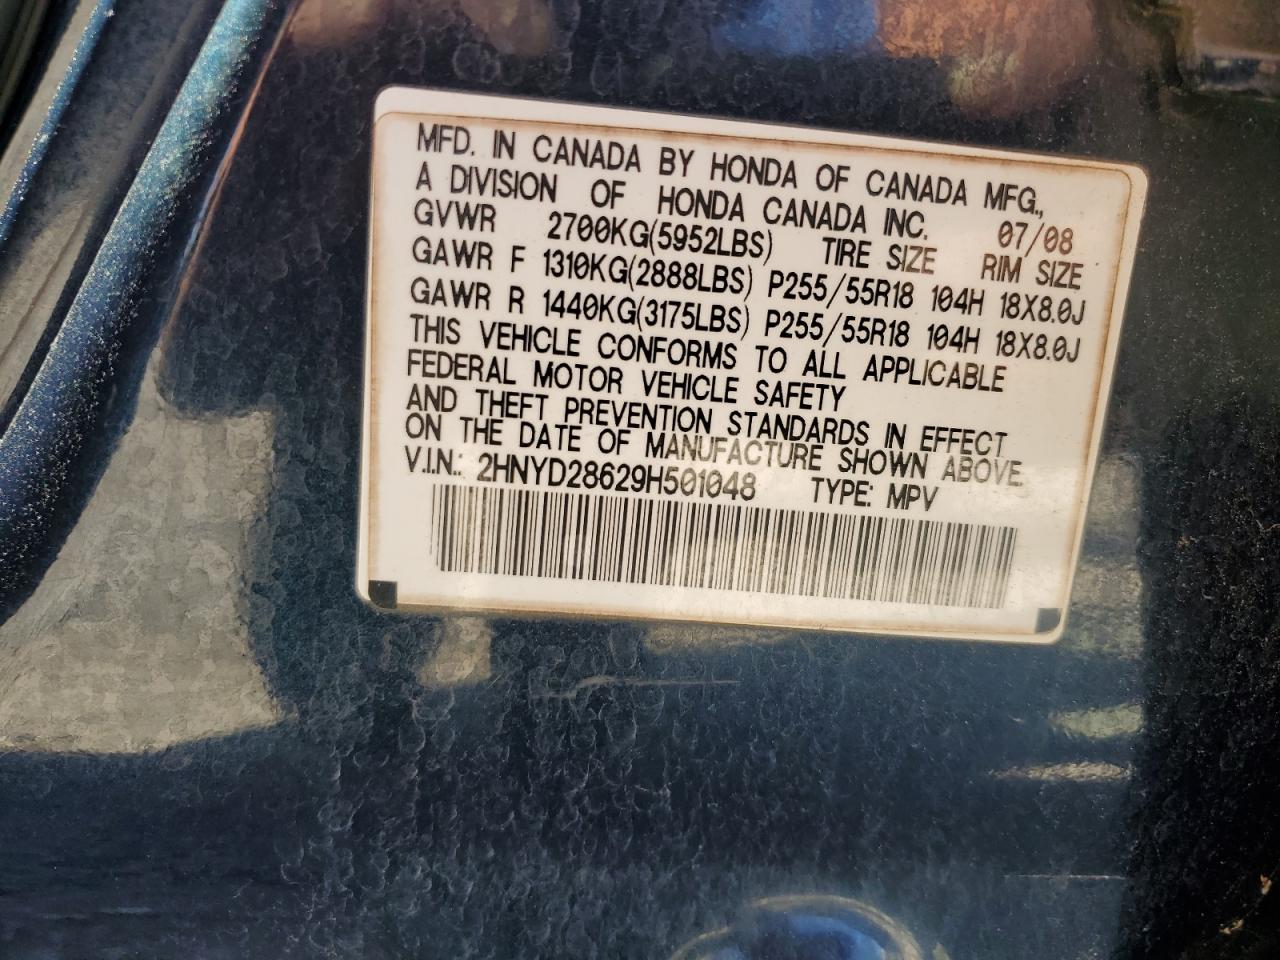 MFD. IN CANADA BY HONDA OF CANADA MFG.,
A DIVISION OF HONDA CANADA INC. 07/08
GVWR 2700KG(5952LBS) TIRE SIZE RIM SIZE
GAWR F 1310KG(2888LBS) P255/55R18 104H 18X8.0J
GAWR R 1440KG(3175LBS) P255/55R18 104H 18X8.0J
THIS VEHICLE CONFORMS TO ALL APPLICABLE
FEDERAL MOTOR VEHICLE SAFETY
AND THEFT PREVENTION STANDARDS IN EFFECT
ON THE DATE OF MANUFACTURE SHOWN ABOVE.
V.I.N.: 2HNYD28629H501048 TYPE: MPV